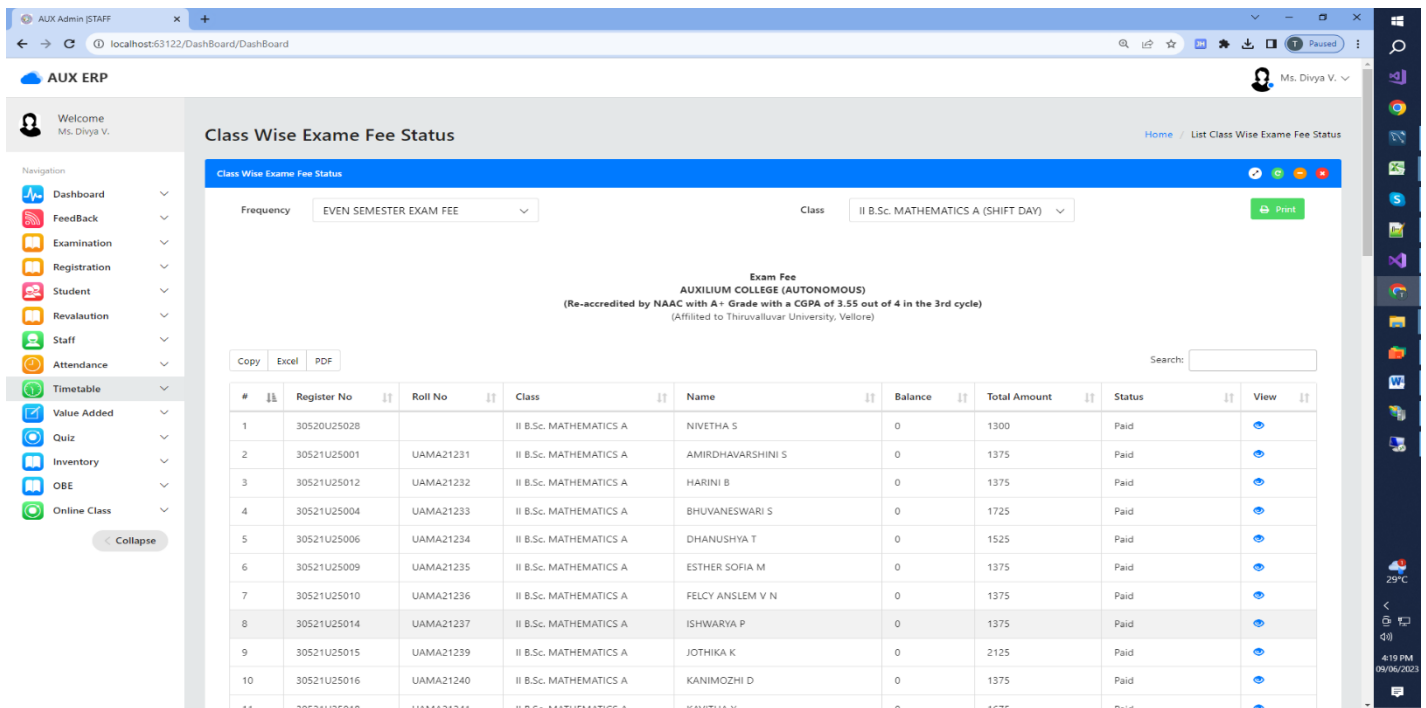 AUX Admin |STAFF
localhost:63122/DashBoard/DashBoard
Paused
AUX ERP
Ms. Divya V.
Welcome
Ms. Divya V.
Class Wise Exame Fee Status
Home / List Class Wise Exame Fee Status
Navigation
Dashboard
FeedBack
Examination
Registration
Student
Revalaution
Staff
Attendance
Timetable
Value Added
Quiz
Inventory
OBE
Online Class
Collapse
Class Wise Exame Fee Status
Frequency EVEN SEMESTER EXAM FEE Class II B.Sc. MATHEMATICS A (SHIFT DAY) Print
Exam Fee
AUXILIUM COLLEGE (AUTONOMOUS)
(Re-accredited by NAAC with A+ Grade with a CGPA of 3.55 out of 4 in the 3rd cycle)
(Affilited to Thiruvalluvar University, Vellore)
Copy Excel PDF Search:
# Register No Roll No Class Name Balance Total Amount Status View
1 30520U25028 II B.Sc. MATHEMATICS A NIVETHA S 0 1300 Paid
2 30521U25001 UAMA21231 II B.Sc. MATHEMATICS A AMIRDHAVARSHINI S 0 1375 Paid
3 30521U25012 UAMA21232 II B.Sc. MATHEMATICS A HARINI B 0 1375 Paid
4 30521U25004 UAMA21233 II B.Sc. MATHEMATICS A BHUVANESWARI S 0 1725 Paid
5 30521U25006 UAMA21234 II B.Sc. MATHEMATICS A DHANUSHYA T 0 1525 Paid
6 30521U25009 UAMA21235 II B.Sc. MATHEMATICS A ESTHER SOFIA M 0 1375 Paid
7 30521U25010 UAMA21236 II B.Sc. MATHEMATICS A FELCY ANSLEM V N 0 1375 Paid
8 30521U25014 UAMA21237 II B.Sc. MATHEMATICS A ISHWARYA P 0 1375 Paid
9 30521U25015 UAMA21239 II B.Sc. MATHEMATICS A JOTHIKA K 0 2125 Paid
10 30521U25016 UAMA21240 II B.Sc. MATHEMATICS A KANIMOZHI D 0 1375 Paid
29°C
4:19 PM
09/06/2023